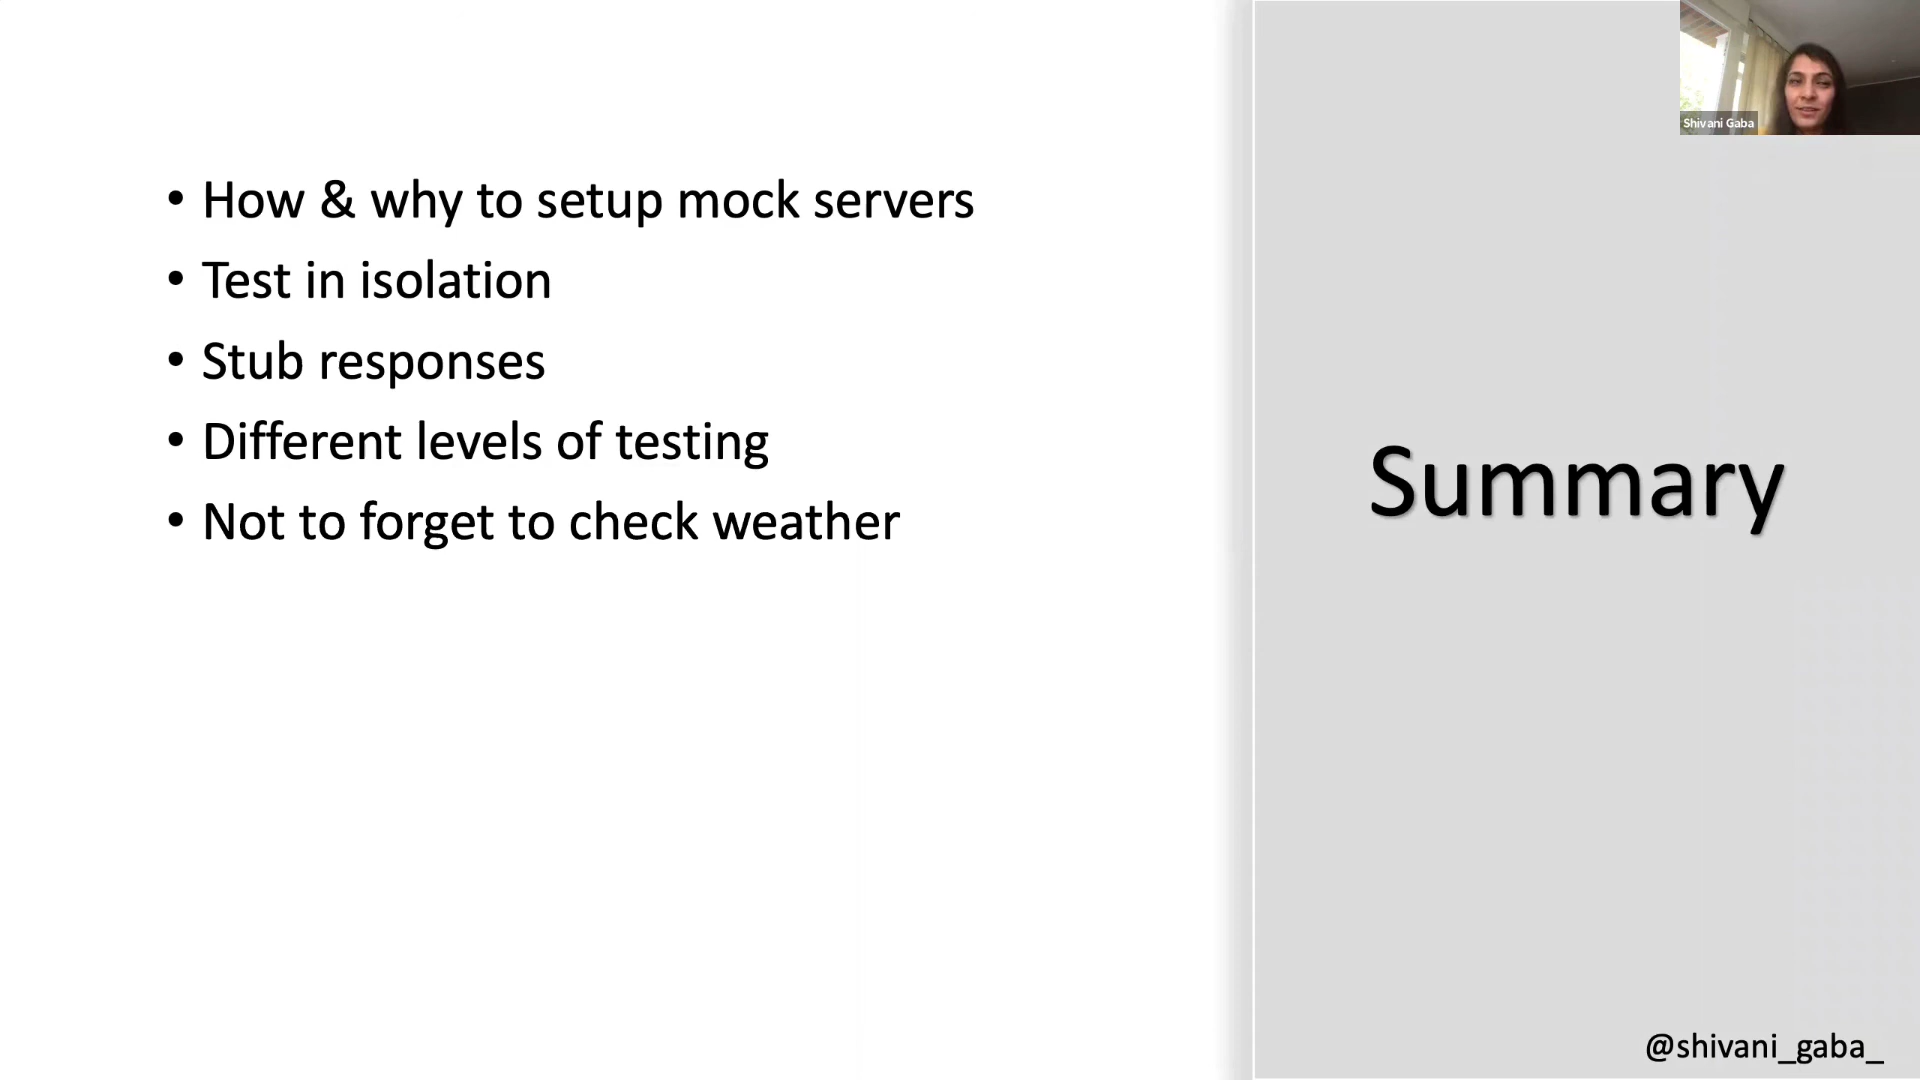 • How & why to setup mock servers
• Test in isolation
• Stub responses
• Different levels of testing
• Not to forget to check weather
Summary
Shivani Gaba
@shivani_gaba_